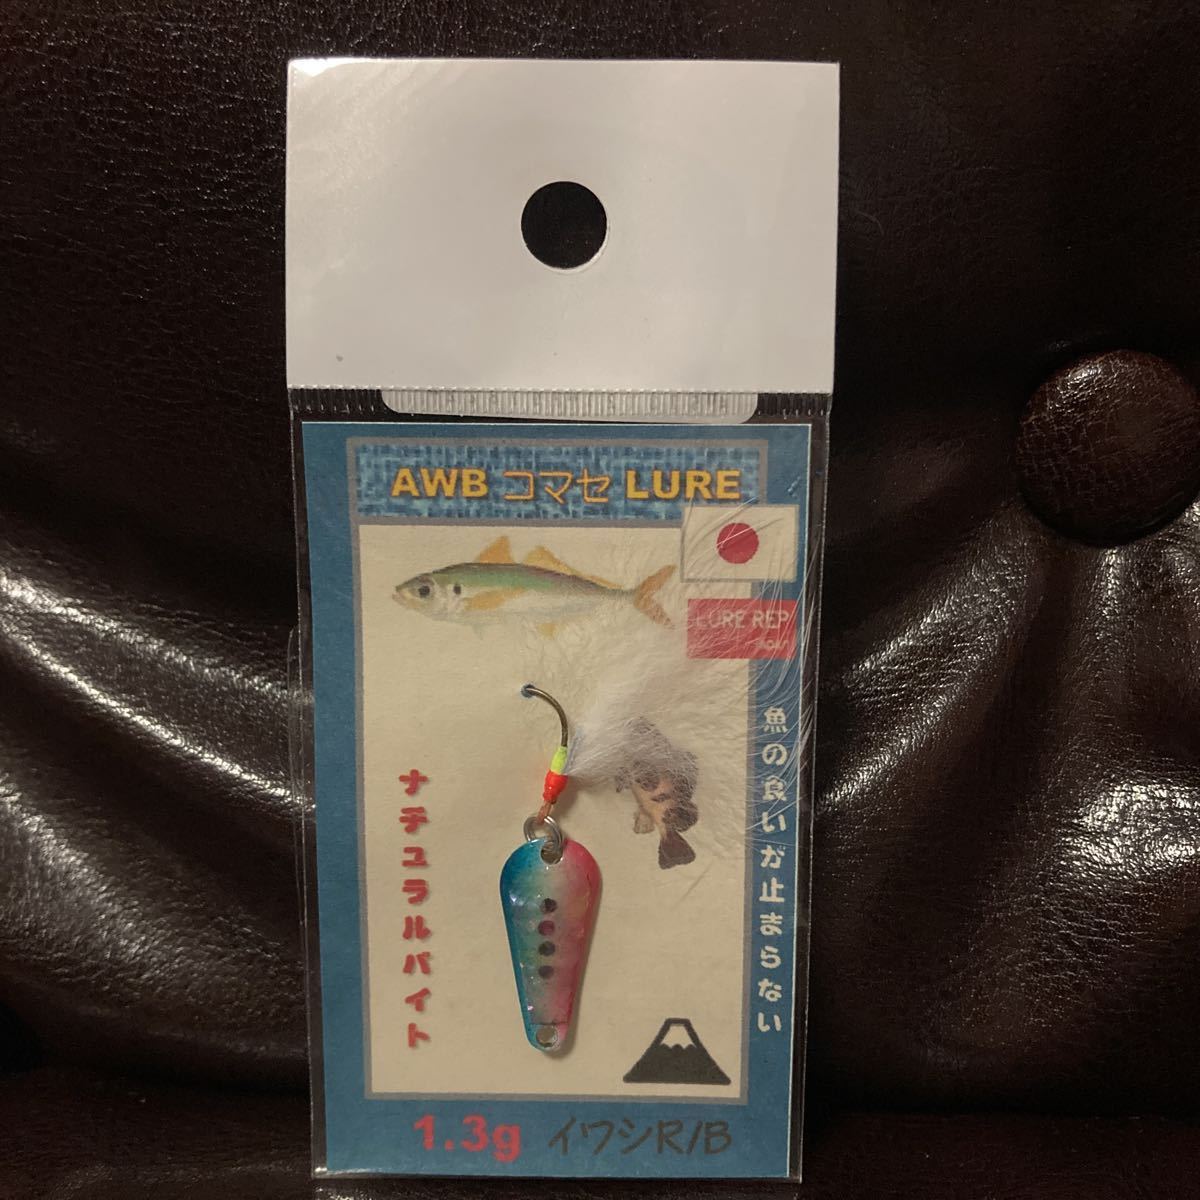 AWB コマセ LURE
LURE REP
ナチュラルバイト
魚の食いが止まらない
1.3g イワシR/B